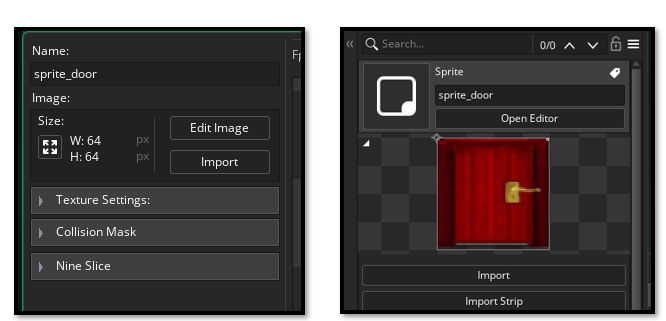 Name:
sprite_door
Image:
Size:
W: 64 px
H: 64 px
Edit Image
Import
Texture Settings:
Collision Mask
Nine Slice
Search...
0/0
Sprite
sprite_door
Open Editor
Import
Import Strip